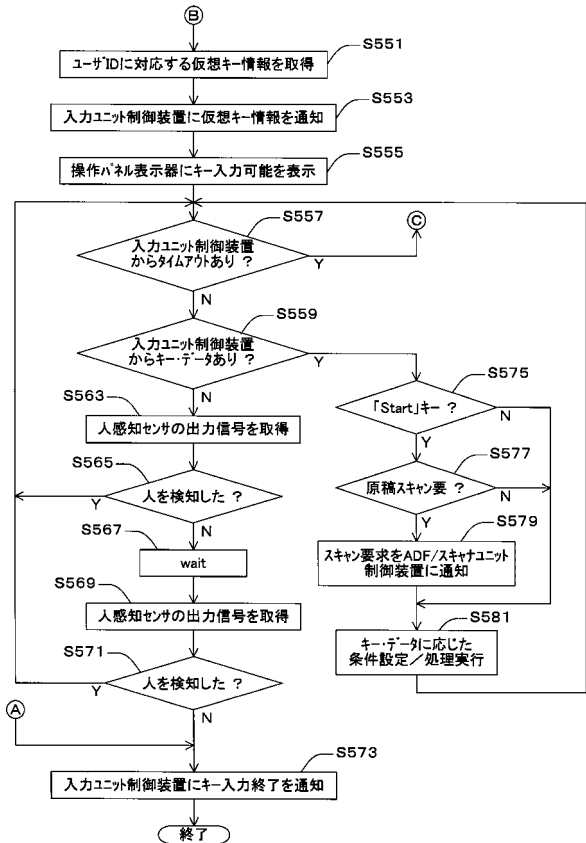 B
S551
ユーザIDに対応する仮想キー情報を取得
S553
入力ユニット制御装置に仮想キー情報を通知
S555
操作パネル表示器にキー入力可能を表示
S557
C
入力ユニット制御装置
からタイムアウトあり ?
Y
N
S559
入力ユニット制御装置
からキー・データあり ?
Y
N
S575
「Start」キー ?
N
Y
S563
人感知センサの出力信号を取得
S577
原稿スキャン要 ?
N
Y
S565
人を検知した ?
Y
N
S579
スキャン要求をADF/スキャナユニット
制御装置に通知
S567
wait
S569
人感知センサの出力信号を取得
S581
キー・データに応じた
条件設定/処理実行
S571
人を検知した ?
Y
N
A
S573
入力ユニット制御装置にキー入力終了を通知
終了